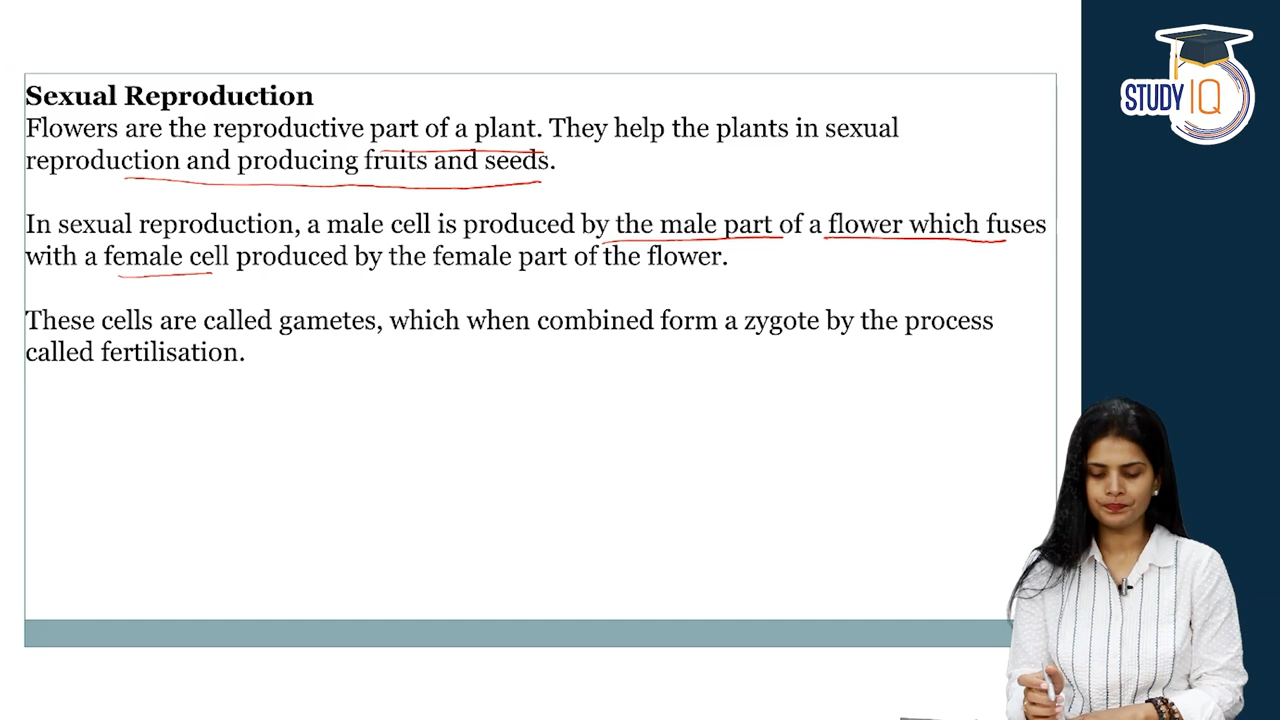 Sexual Reproduction
Flowers are the reproductive part of a plant. They help the plants in sexual
reproduction and producing fruits and seeds.
In sexual reproduction, a male cell is produced by the male part of a flower which fuses
with a female cell produced by the female part of the flower.
These cells are called gametes, which when combined form a zygote by the process
called fertilisation.
STUDY IQ